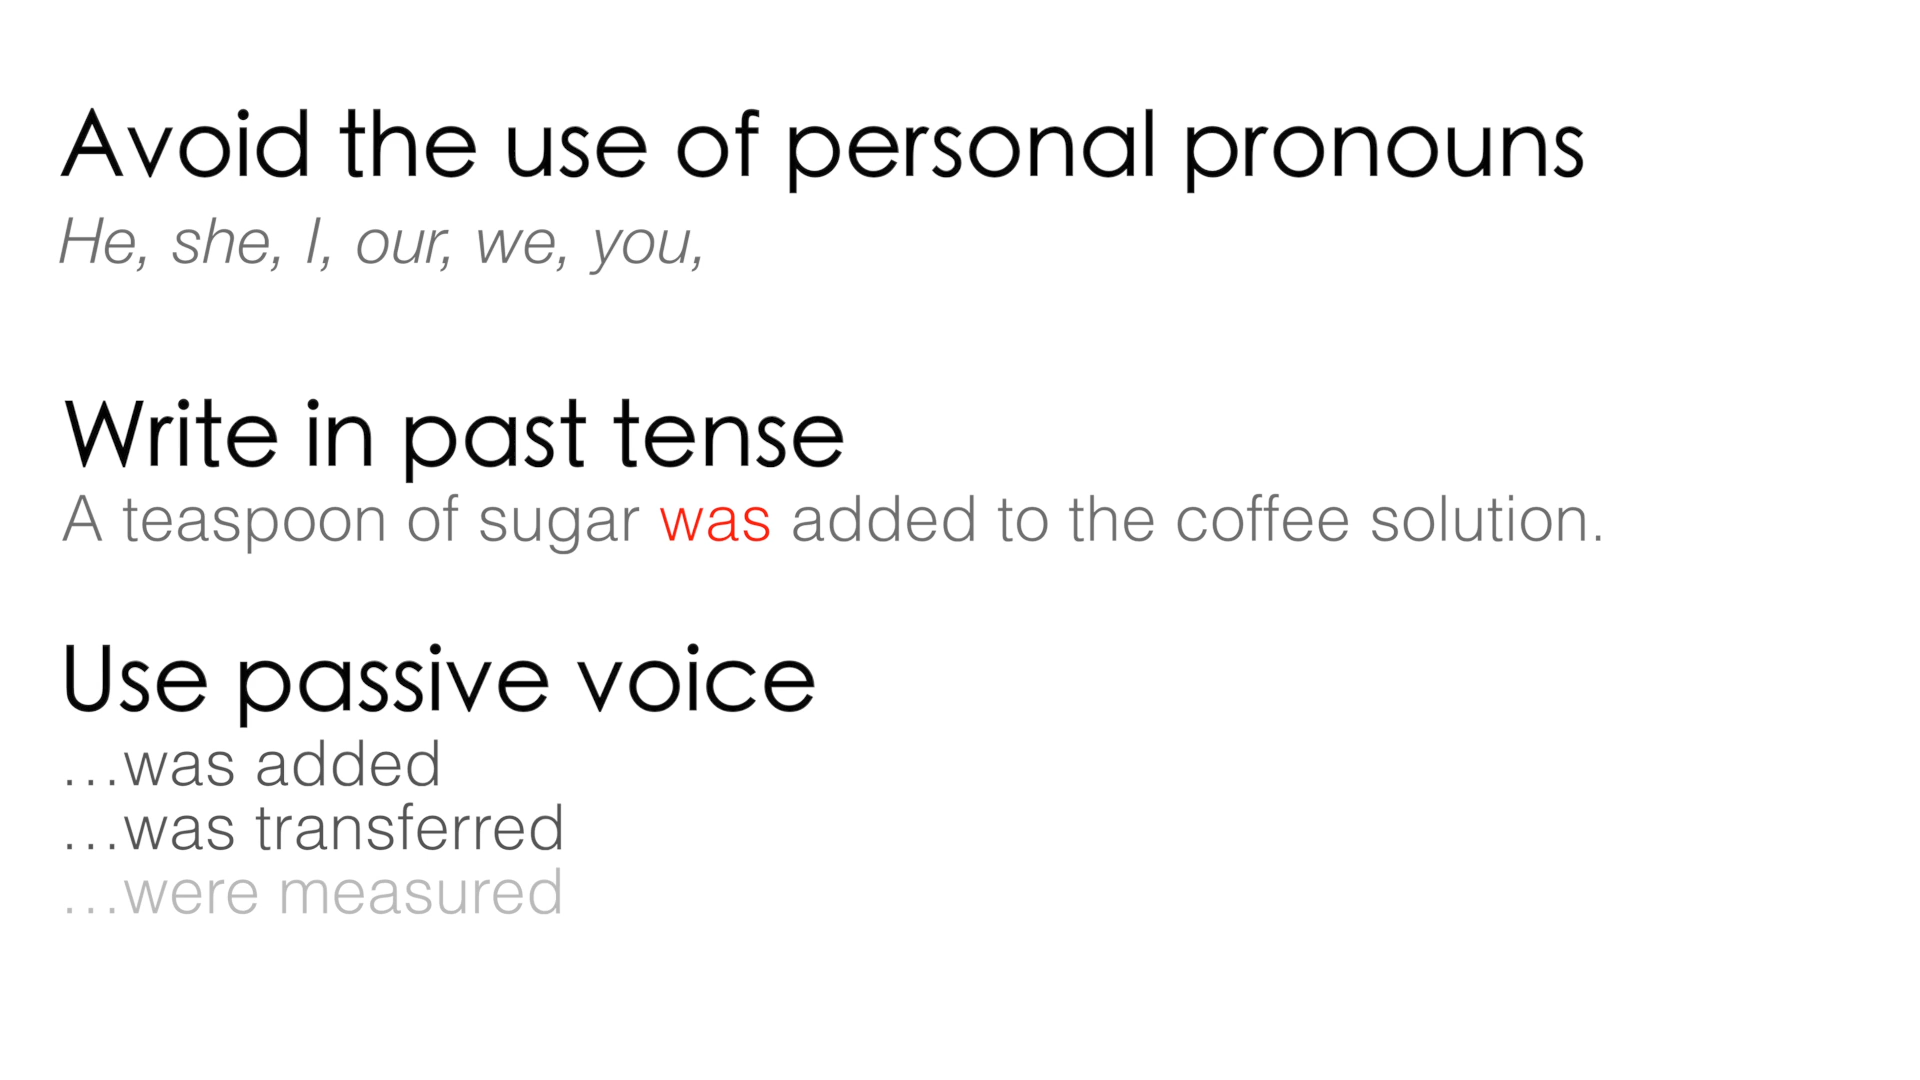 Avoid the use of personal pronouns
He, she, I, our, we, you,
Write in past tense
A teaspoon of sugar was added to the coffee solution.
Use passive voice
...was added
...was transferred
...were measured